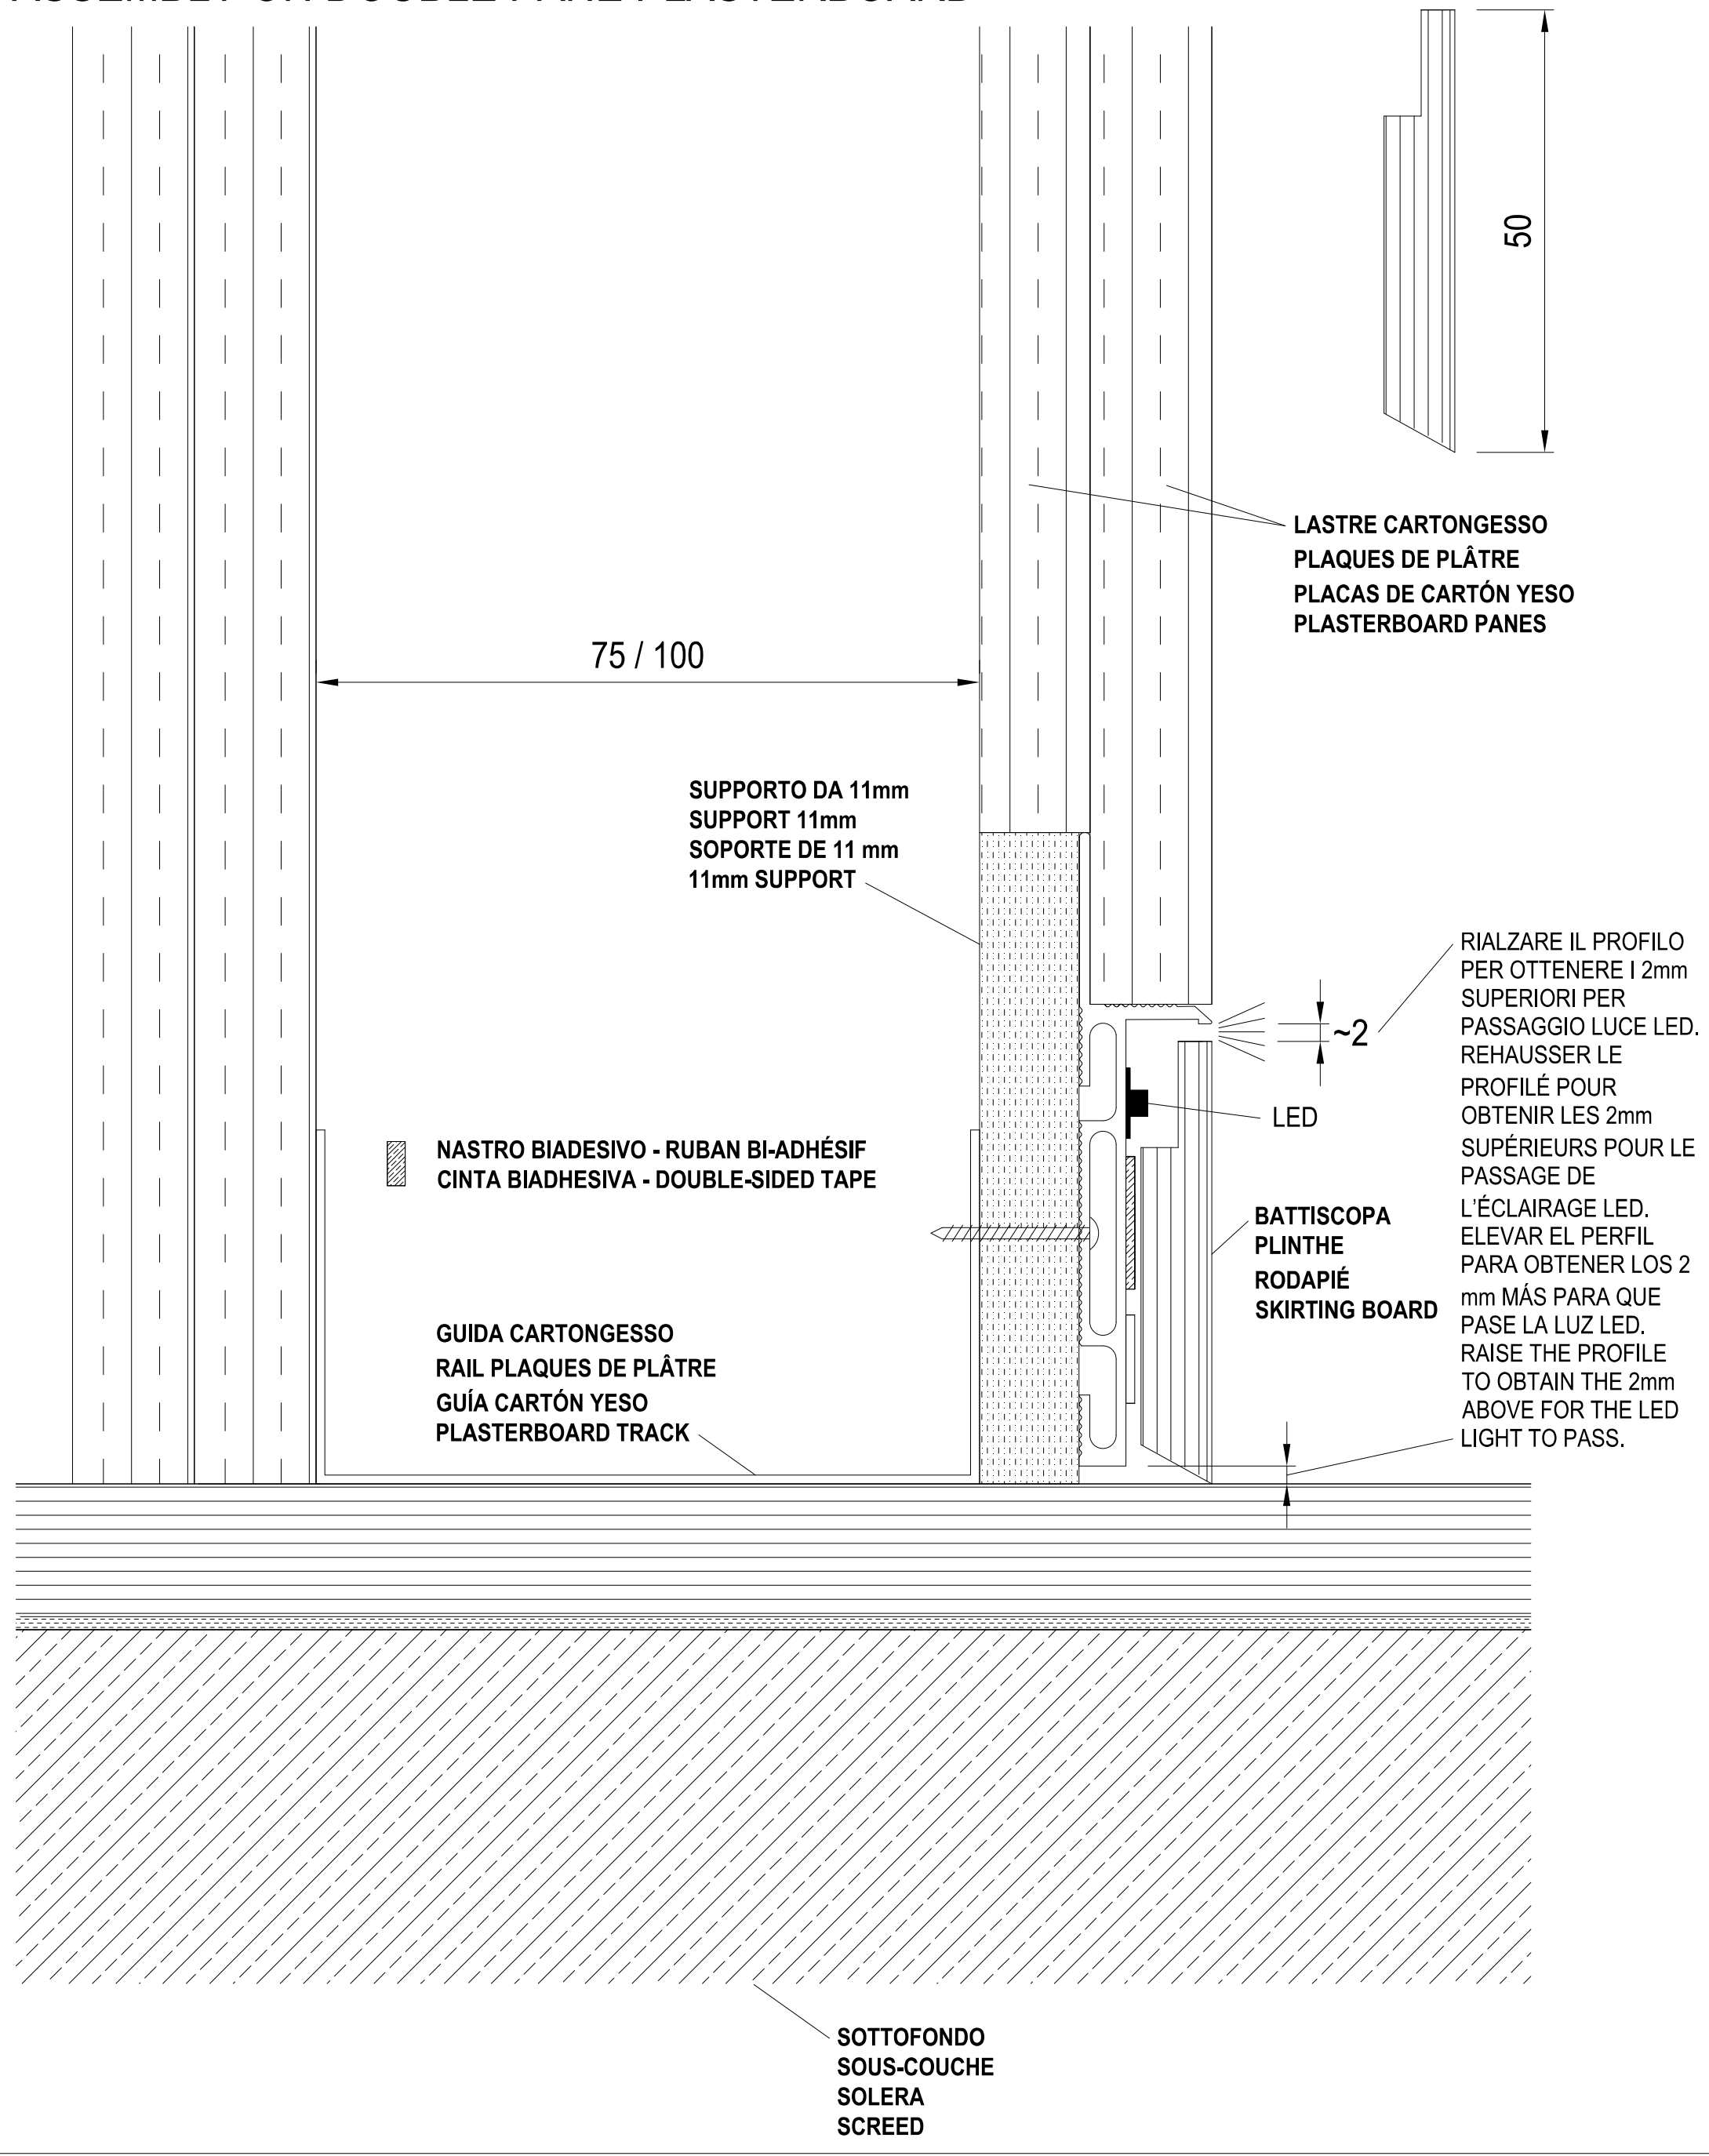 ASSEMBLY ON DOUBLE PANE PLASTERBOARD
50
LASTRE CARTONGESSO
PLAQUES DE PLÂTRE
PLACAS DE CARTÓN YESO
PLASTERBOARD PANES
75 / 100
SUPPORTO DA 11mm
SUPPORT 11mm
SOPORTE DE 11 mm
11mm SUPPORT
RIALZARE IL PROFILO
PER OTTENERE I 2mm
SUPERIORI PER
PASSAGGIO LUCE LED.
REHAUSSER LE
PROFILÉ POUR
OBTENIR LES 2mm
SUPÉRIEURS POUR LE
PASSAGE DE
L'ÉCLAIRAGE LED.
ELEVAR EL PERFIL
PARA OBTENER LOS 2
mm MÁS PARA QUE
PASE LA LUZ LED.
RAISE THE PROFILE
TO OBTAIN THE 2mm
ABOVE FOR THE LED
LIGHT TO PASS.
~2
LED
NASTRO BIADESIVO - RUBAN BI-ADHÉSIF
CINTA BIADHESIVA - DOUBLE-SIDED TAPE
BATTISCOPA
PLINTHE
RODAPIÉ
SKIRTING BOARD
GUIDA CARTONGESSO
RAIL PLAQUES DE PLÂTRE
GUÍA CARTÓN YESO
PLASTERBOARD TRACK
SOTTOFONDO
SOUS-COUCHE
SOLERA
SCREED